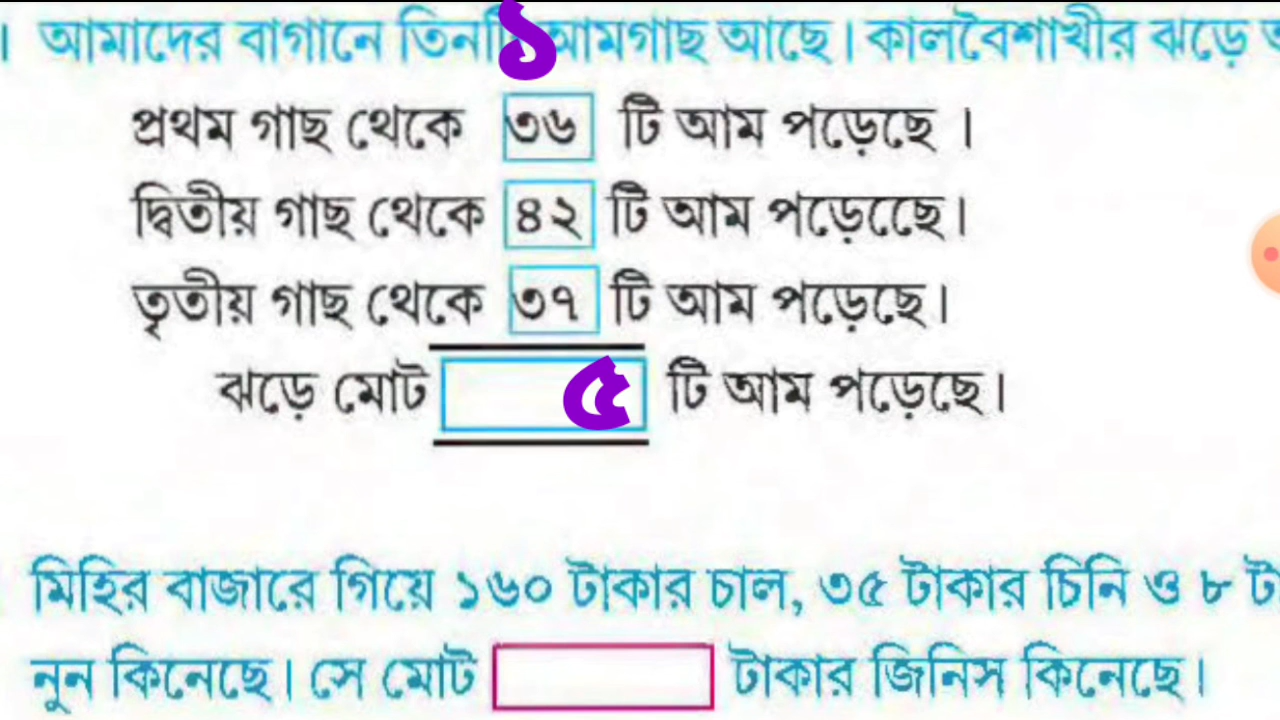 । আমাদের বাগানে তিনটি আমগাছ আছে। কালবৈশাখীর ঝড়ে
১
প্রথম গাছ থেকে ৩৬ টি আম পড়েছে ।
দ্বিতীয় গাছ থেকে ৪২ টি আম পড়েছে।
তৃতীয় গাছ থেকে ৩৭ টি আম পড়েছে।
ঝড়ে মোট ৫ টি আম পড়েছে।
মিহির বাজারে গিয়ে ১৬০ টাকার চাল, ৩৫ টাকার চিনি ও ৮ টা
নুন কিনেছে। সে মোট টাকার জিনিস কিনেছে।